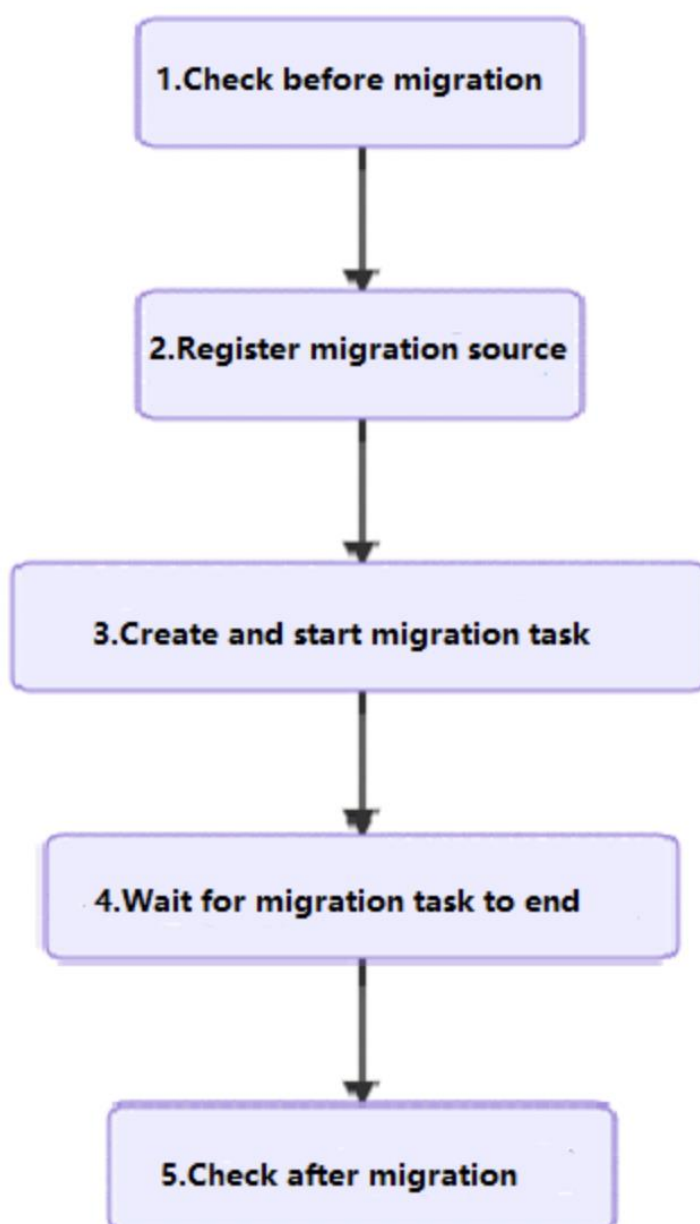 1.Check before migration
2.Register migration source
3.Create and start migration task
4.Wait for migration task to end
5.Check after migration